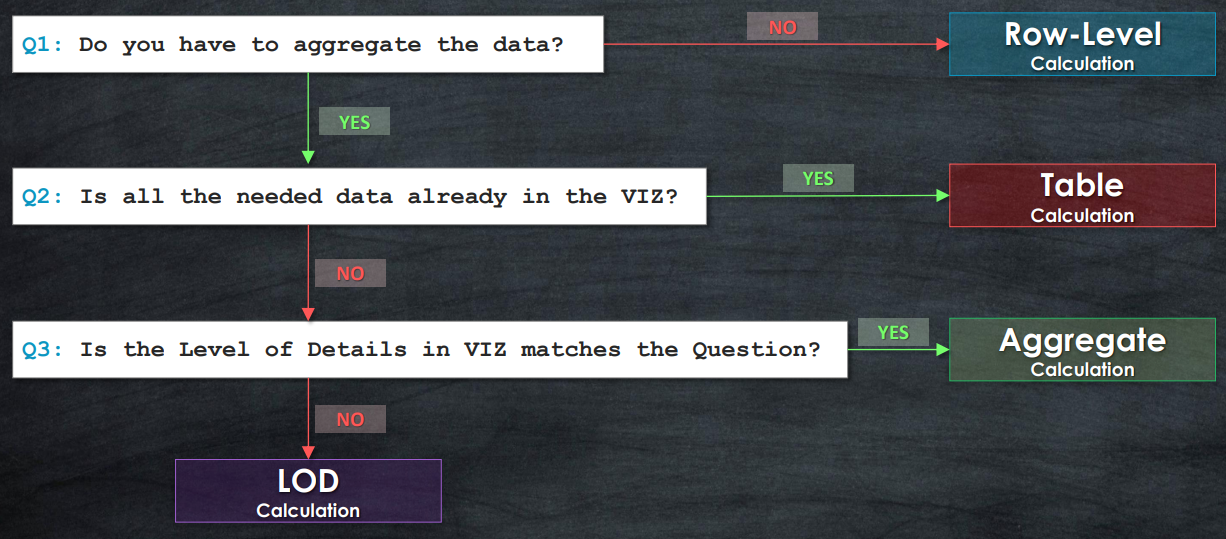 Q1: Do you have to aggregate the data?
NO
Row-Level
Calculation
YES
Q2: Is all the needed data already in the VIZ?
YES
Table
Calculation
NO
Q3: Is the Level of Details in VIZ matches the Question?
YES
Aggregate
Calculation
NO
LOD
Calculation